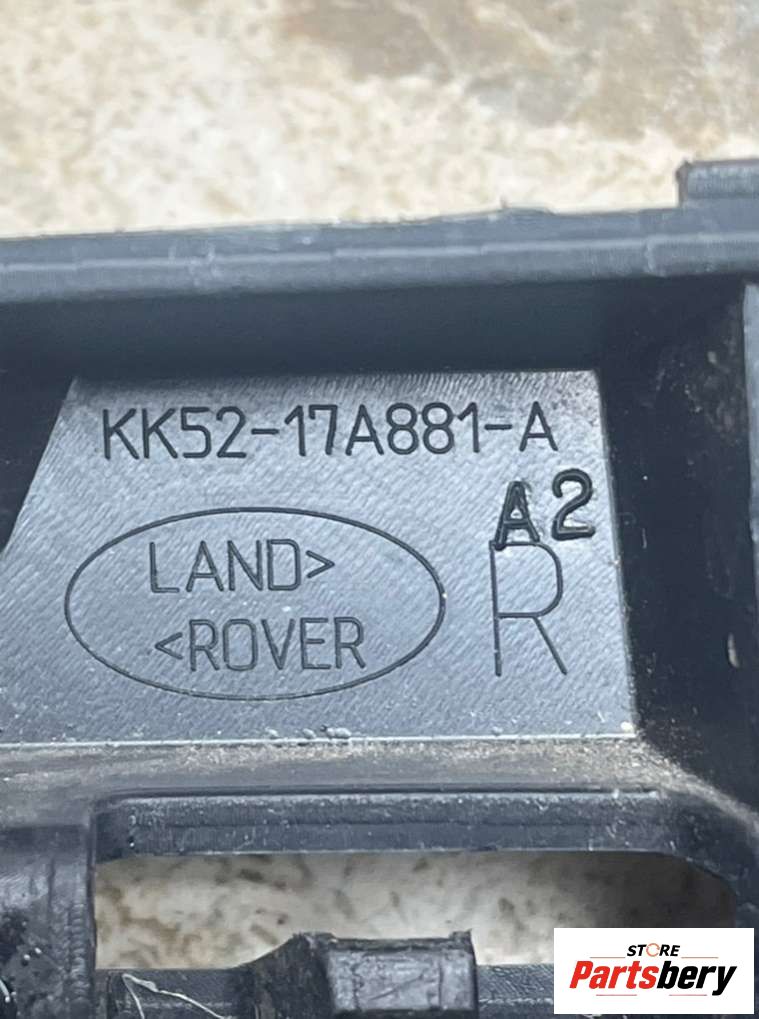 KK52-17A881-A
A2
LAND>
<ROVER
R
STORE
Partsbery